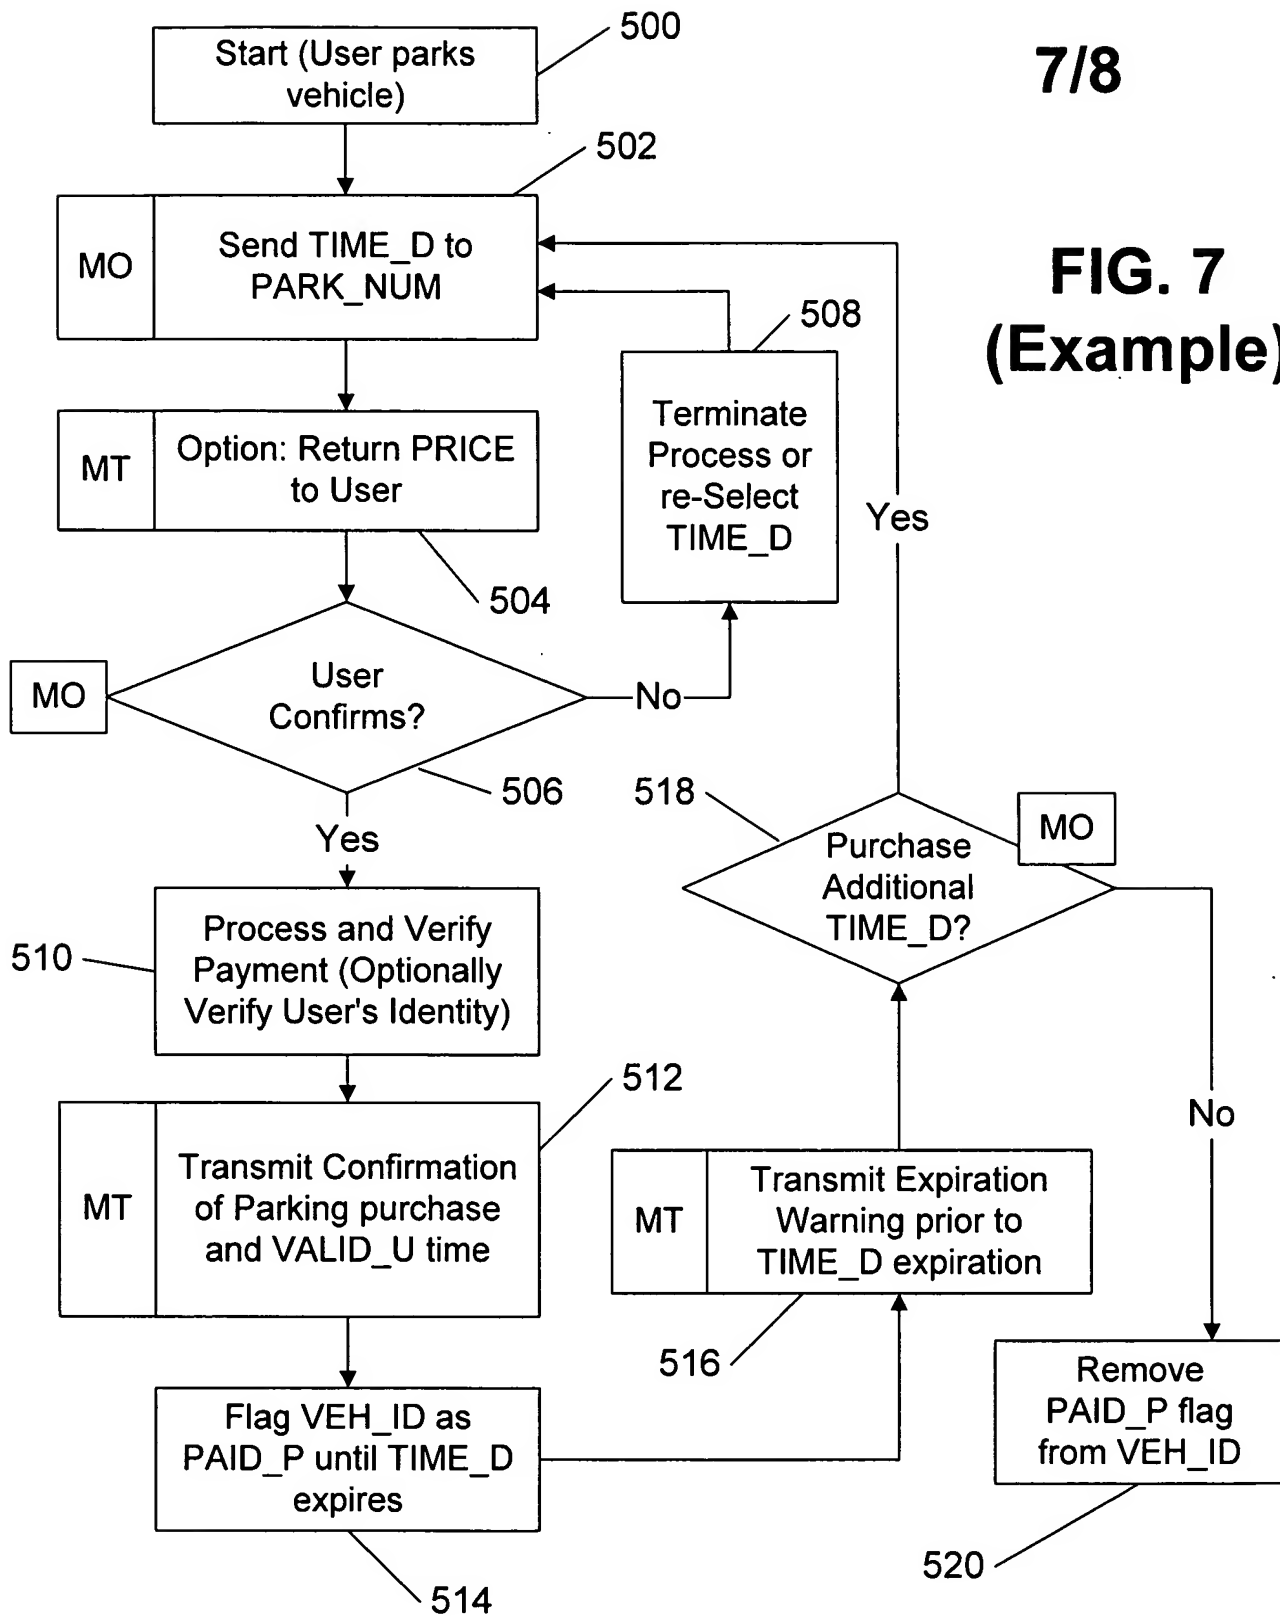 7/8
FIG. 7
(Example)
Start (User parks
vehicle)
500
502
MO
Send TIME_D to
PARK_NUM
MT
Option: Return PRICE
to User
504
508
Terminate
Process or
re-Select
TIME_D
MO
User
Confirms?
506
No
Yes
Yes
510
Process and Verify
Payment (Optionally
Verify User's Identity)
512
MT
Transmit Confirmation
of Parking purchase
and VALID_U time
Flag VEH_ID as
PAID_P until TIME_D
expires
514
MT
Transmit Expiration
Warning prior to
TIME_D expiration
516
518
Purchase
Additional
TIME_D?
MO
No
Remove
PAID_P flag
from VEH_ID
520